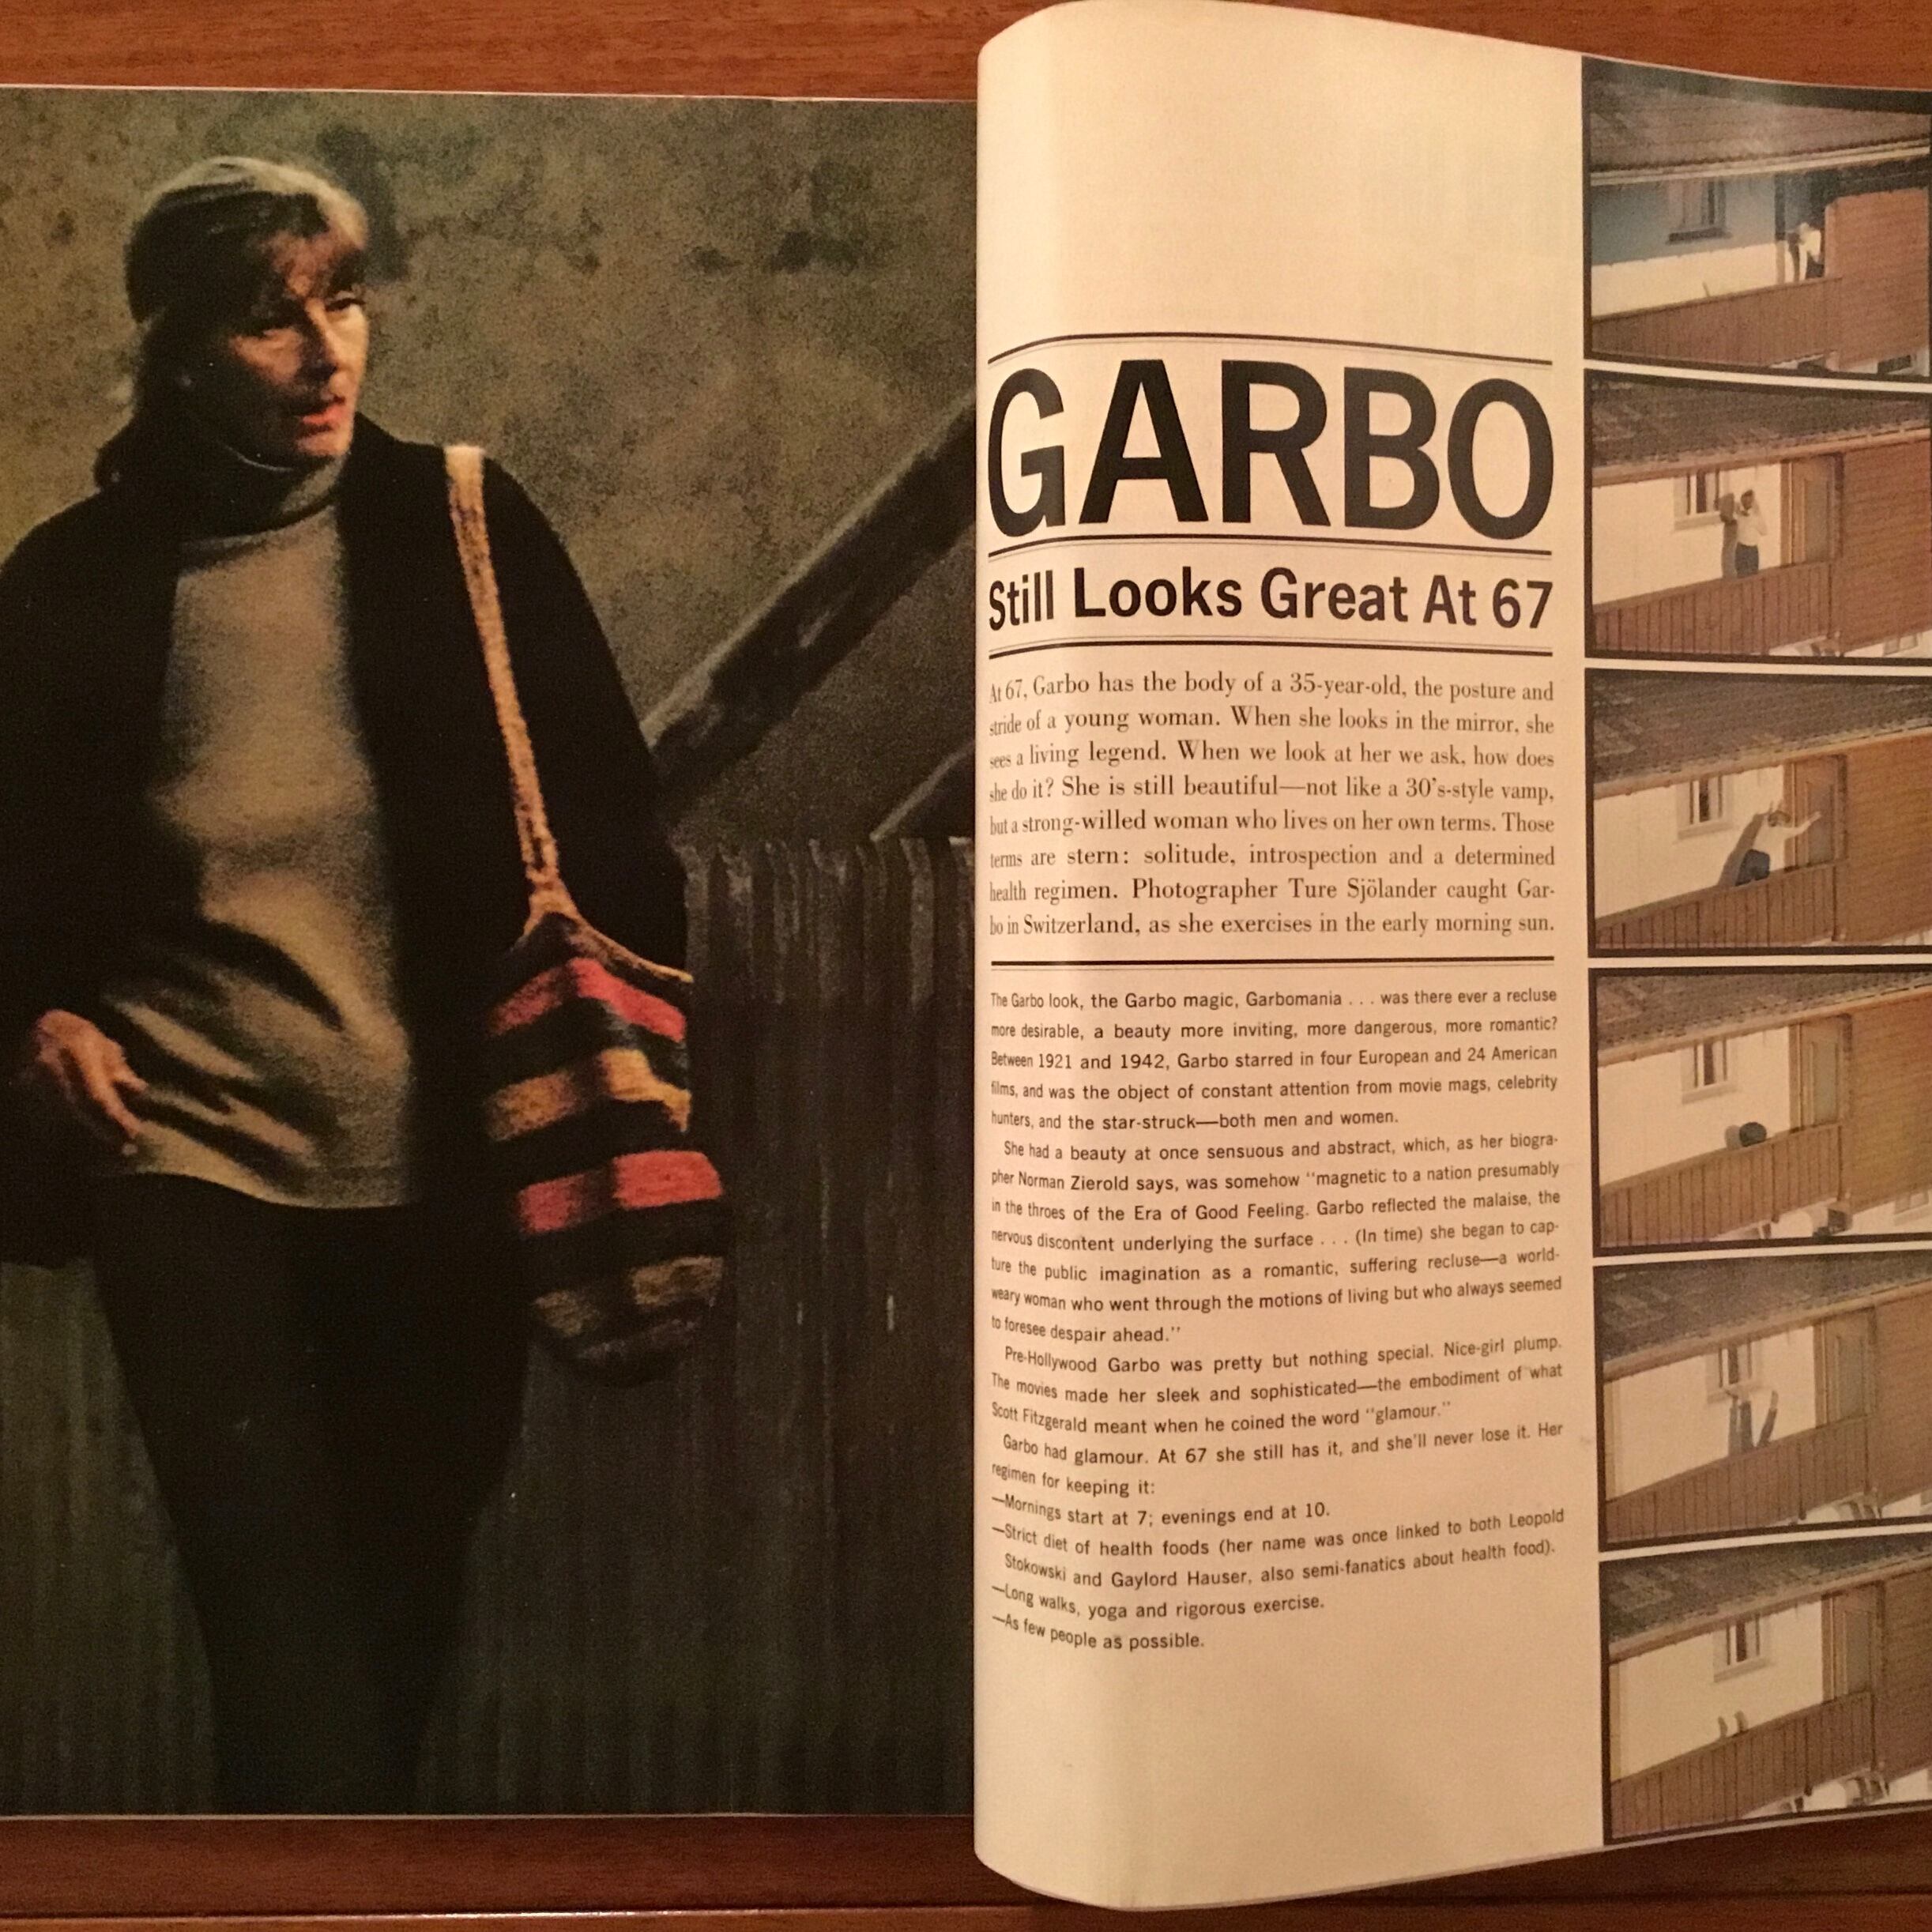 GARBO
Still Looks Great At 67
At 67, Garbo has the body of a 35-year-old, the posture and
stride of a young woman. When she looks in the mirror, she
sees a living legend. When we look at her we ask, how does
she do it? She is still beautiful—not like a 30's-style vamp,
but a strong-willed woman who lives on her own terms. Those
terms are stern: solitude, introspection and a determined
health regimen. Photographer Ture Sjölander caught Gar-
bo in Switzerland, as she exercises in the early morning sun.
The Garbo look, the Garbo magic, Garbomania . . . was there ever a recluse
more desirable, a beauty more inviting, more dangerous, more romantic?
Between 1921 and 1942, Garbo starred in four European and 24 American
films, and was the object of constant attention from movie mags, celebrity
hunters, and the star-struck—both men and women.
She had a beauty at once sensuous and abstract, which, as her biogra-
pher Norman Zierold says, was somehow "magnetic to a nation presumably
in the throes of the Era of Good Feeling. Garbo reflected the malaise, the
nervous discontent underlying the surface . . . (In time) she began to cap-
ture the public imagination as a romantic, suffering recluse—a world-
weary woman who went through the motions of living but who always seemed
to foresee despair ahead."
Pre-Hollywood Garbo was pretty but nothing special. Nice-girl plump.
The movies made her sleek and sophisticated—the embodiment of what
Scott Fitzgerald meant when he coined the word "glamour."
Garbo had glamour. At 67 she still has it, and she'll never lose it. Her
regimen for keeping it:
—Mornings start at 7; evenings end at 10.
—Strict diet of health foods (her name was once linked to both Leopold
Stokowski and Gaylord Hauser, also semi-fanatics about health food).
—Long walks, yoga and rigorous exercise.
—As few people as possible.